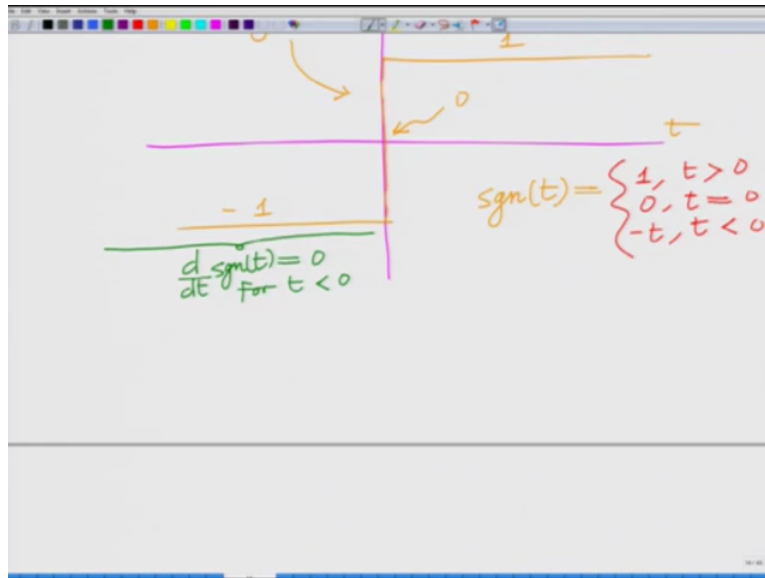 1
0
t
sgn(t) = { 1, t > 0
0, t = 0
-t, t < 0
- 1
d/dt sgn(t) = 0
for t < 0